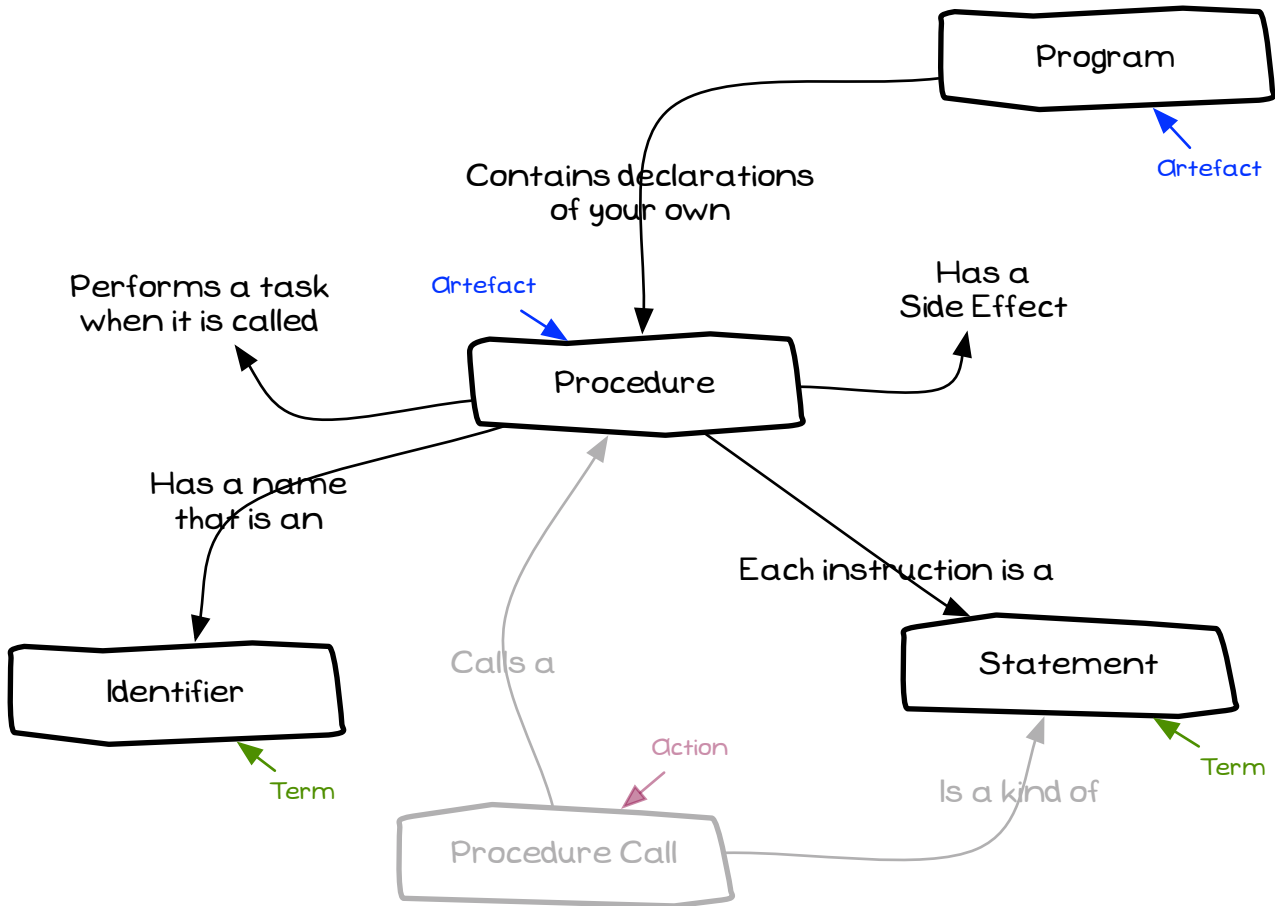 Program
Artefact
Contains declarations
of your own
Performs a task
when it is called
Artefact
Has a
Side Effect
Procedure
Has a name
that is an
Each instruction is a
Calls a
Statement
Identifier
Term
Action
Term
Is a kind of
Procedure Call